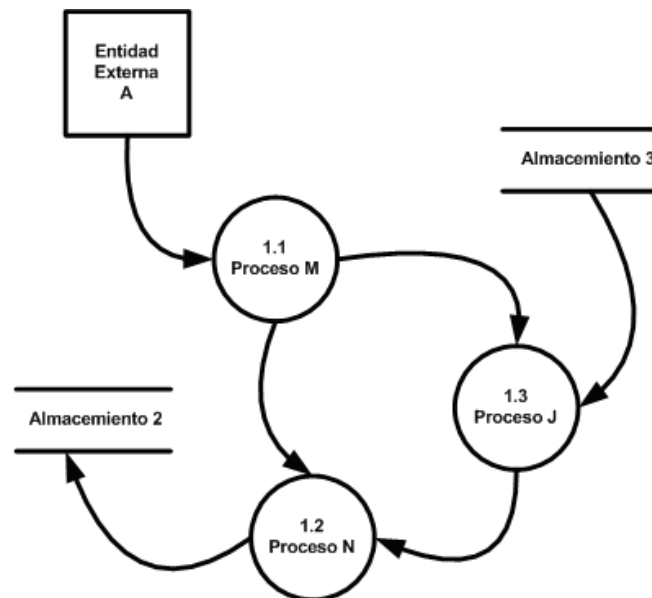 Entidad
Externa
A
Almacemiento 3
1.1
Proceso M
1.3
Proceso J
Almacemiento 2
1.2
Proceso N